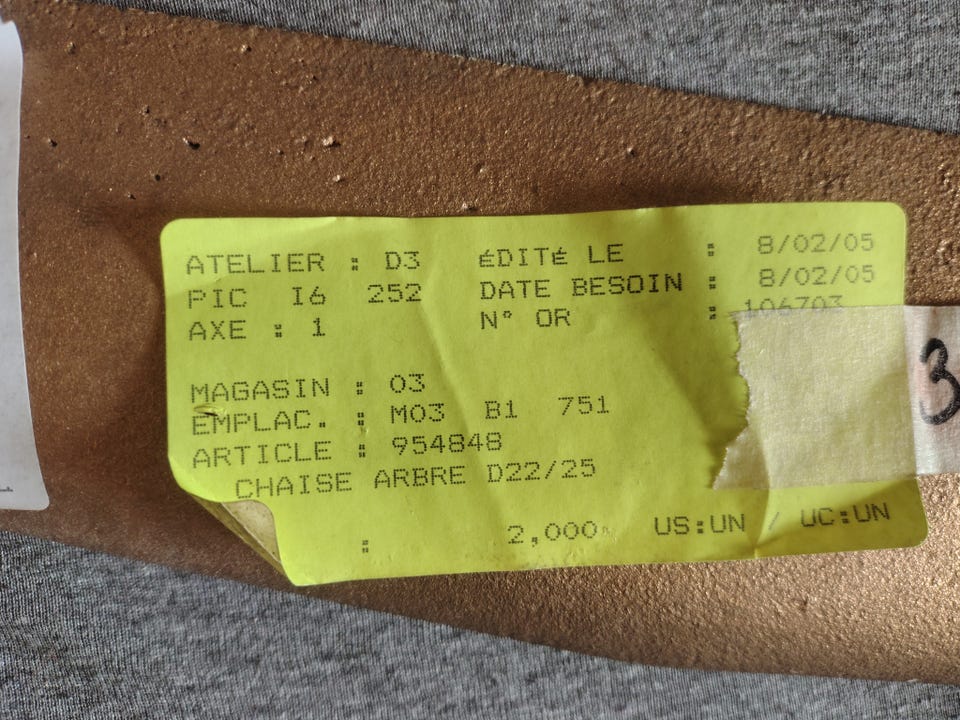 ATELIER : D3 éDITé LE : 8/02/05
PIC I6 252 DATE BESOIN : 8/02/05
AXE : 1 N° OR : 106703
MAGASIN : 03
EMPLAC. : M03 B1 751
ARTICLE : 954848
CHAISE ARBRE D22/25
: 2,000 US:UN / UC:UN
3